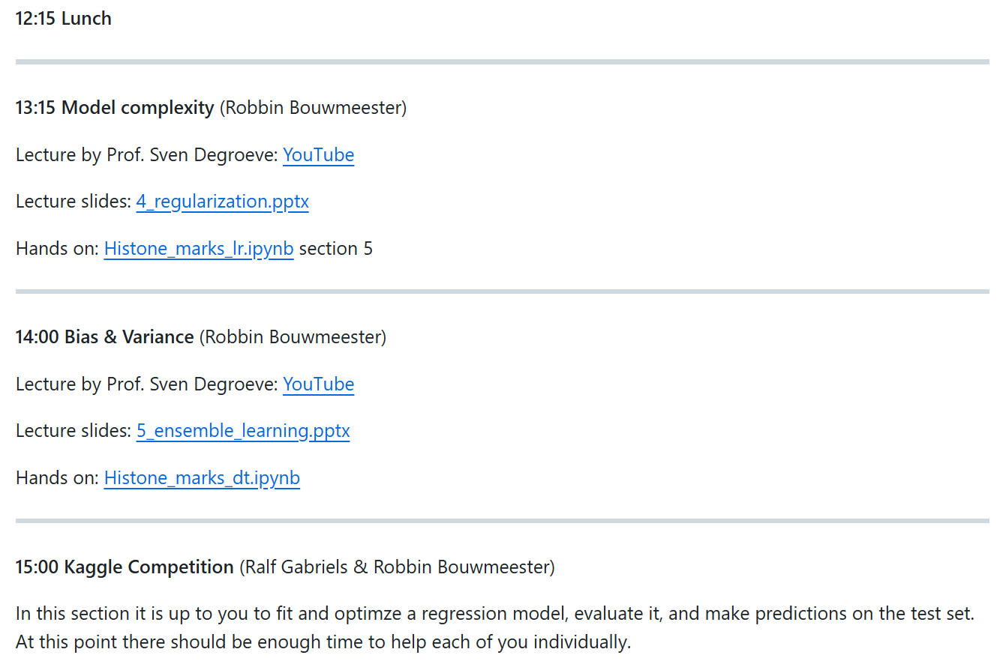 12:15 Lunch
13:15 Model complexity (Robbin Bouwmeester)
Lecture by Prof. Sven Degroeve: YouTube
Lecture slides: 4_regularization.pptx
Hands on: Histone_marks_lr.ipynb section 5
14:00 Bias & Variance (Robbin Bouwmeester)
Lecture by Prof. Sven Degroeve: YouTube
Lecture slides: 5_ensemble_learning.pptx
Hands on: Histone_marks_dt.ipynb
15:00 Kaggle Competition (Ralf Gabriels & Robbin Bouwmeester)
In this section it is up to you to fit and optimze a regression model, evaluate it, and make predictions on the test set.
At this point there should be enough time to help each of you individually.